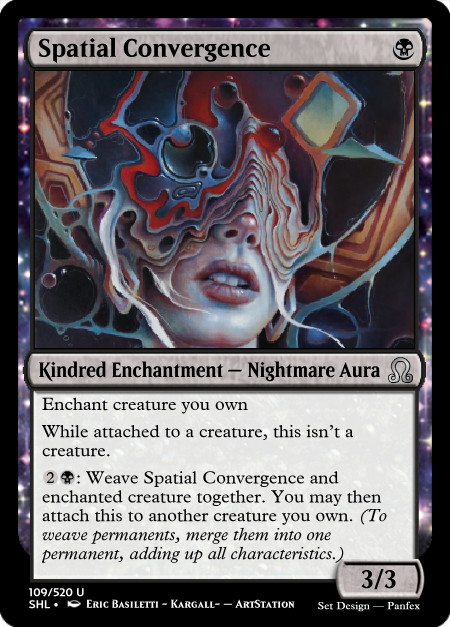 Spatial Convergence
Kindred Enchantment — Nightmare Aura
Enchant creature you own
While attached to a creature, this isn't a
creature.
2 : Weave Spatial Convergence and
enchanted creature together. You may then
attach this to another creature you own. (To
weave permanents, merge them into one
permanent, adding up all characteristics.)
3/3
109/520 U
SHL • Eric Basiletti - Kargall- — ArtStation
Set Design — Panfex